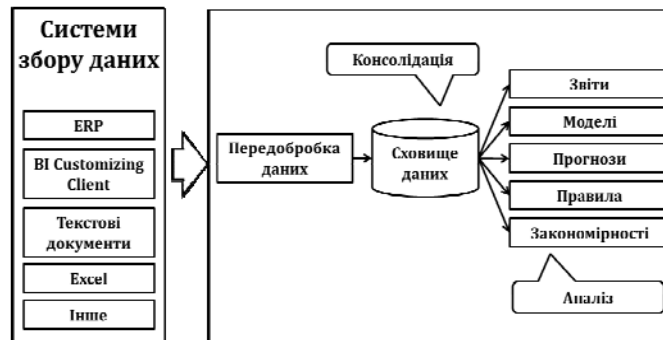 Системи
збору даних
ERP
BI Customizing
Client
Текстові
документи
Excel
Інше
Консолідація
Передобробка
даних
Сховище
даних
Звіти
Моделі
Прогнози
Правила
Закономірності
Аналіз